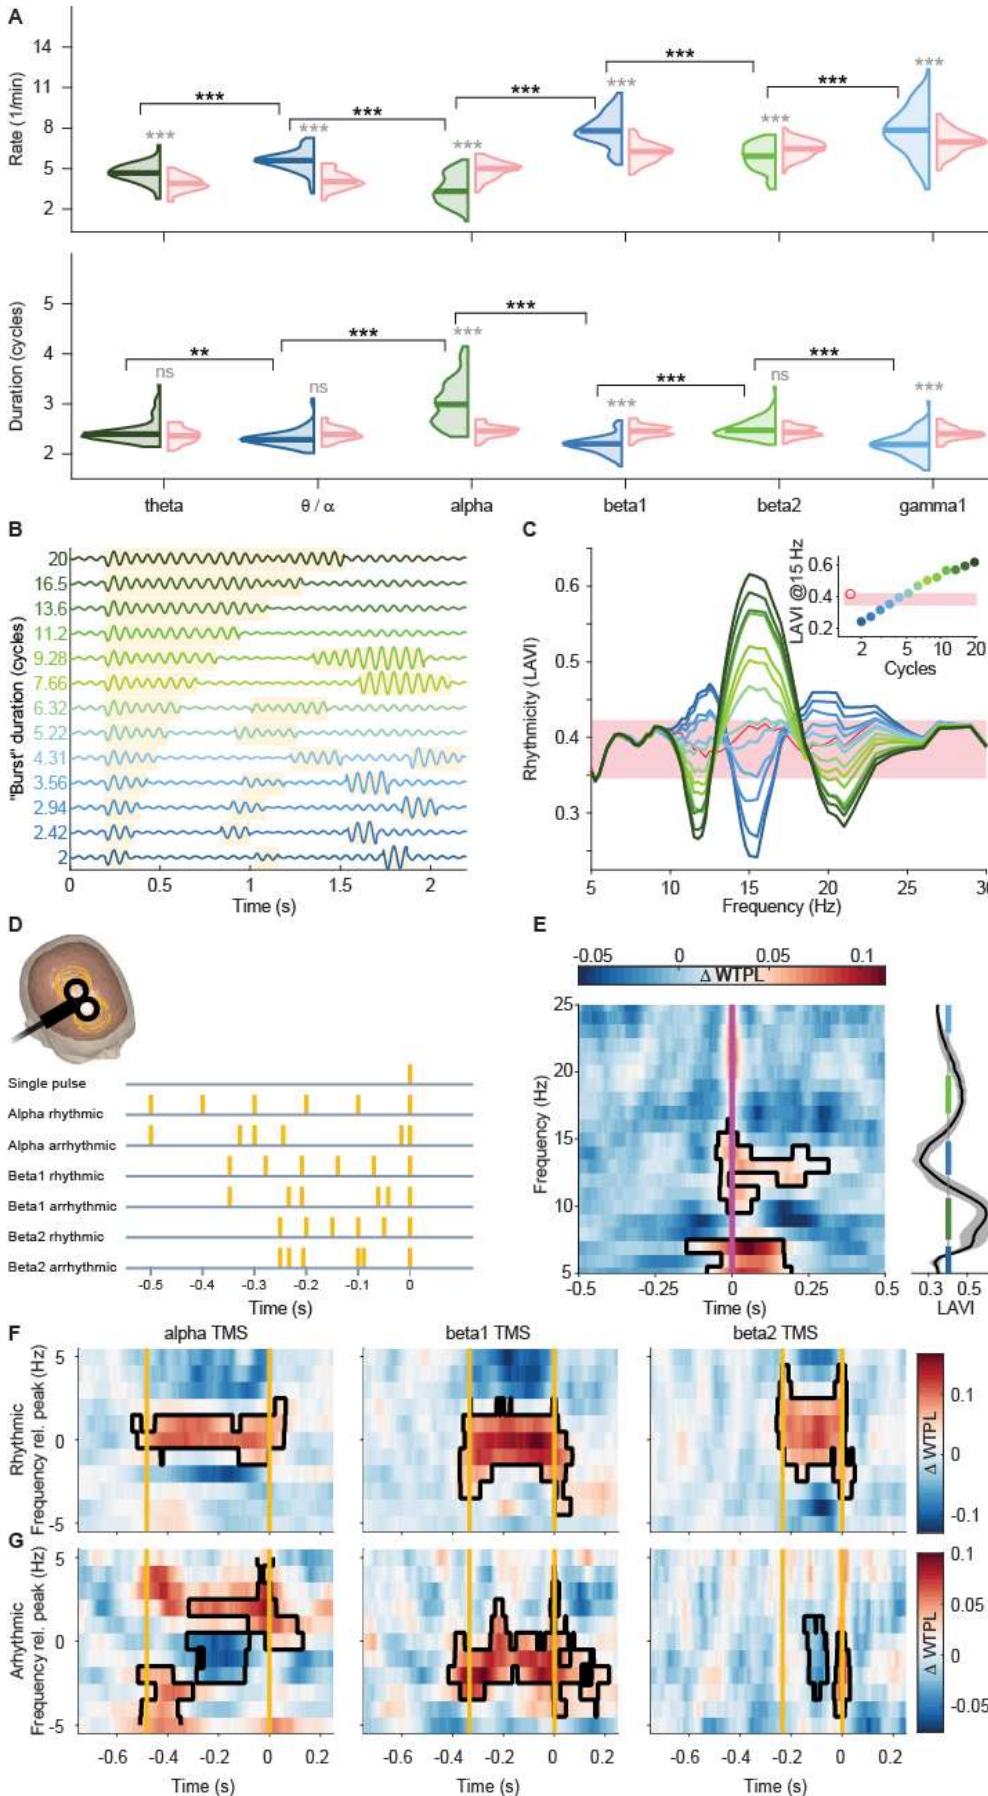 A
Rate (1/min)
14
11
8
5
2
***
***
***
***
***
***
***
***
***
***
***
Duration (cycles)
5
4
3
2
**
ns
***
ns
***
***
***
***
***
ns
***
theta
θ / α
alpha
beta1
beta2
gamma1
B
"Burst" duration (cycles)
20
16.5
13.6
11.2
9.28
7.66
6.32
5.22
4.31
3.56
2.94
2.42
2
0 0.5 1 1.5 2
Time (s)
C
Rhythmicity (LAVI)
0.6
0.5
0.4
0.3
5 10 15 20 25 30
Frequency (Hz)
LAVI @15 Hz
0.6
0.4
0.2
2 5 10 20
Cycles
D
Single pulse
Alpha rhythmic
Alpha arrhythmic
Beta1 rhythmic
Beta1 arrhythmic
Beta2 rhythmic
Beta2 arrhythmic
-0.5 -0.4 -0.3 -0.2 -0.1 0
Time (s)
E
-0.05 0 0.05 0.1
Δ WTPL
Frequency (Hz)
25
20
15
10
5
-0.5 -0.25 0 0.25 0.5
Time (s)
0.3 0.5
LAVI
F
alpha TMS
beta1 TMS
beta2 TMS
Rhythmic
Frequency rel. peak (Hz)
5
0
-5
0.1
0
-0.1
Δ WTPL
G
Arhythmic
Frequency rel. peak (Hz)
5
0
-5
0.1
0.05
0
-0.05
Δ WTPL
-0.6 -0.4 -0.2 0 0.2
-0.6 -0.4 -0.2 0 0.2
-0.6 -0.4 -0.2 0 0.2
Time (s)
Time (s)
Time (s)